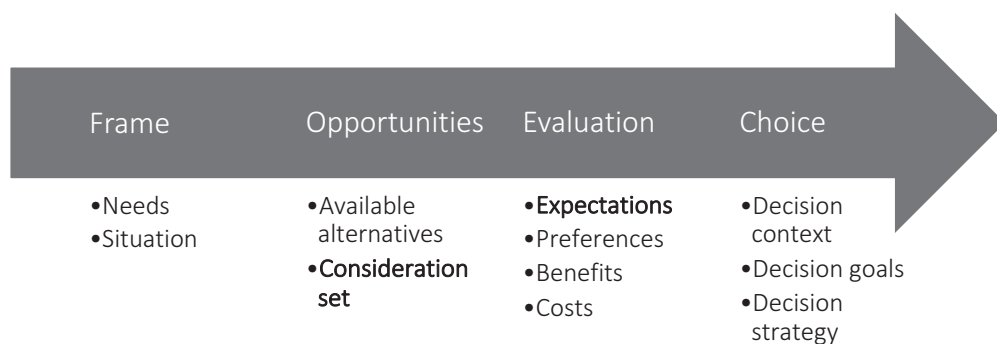 Frame
Opportunities
Evaluation
Choice
•Needs
•Situation
•Available
alternatives
•Consideration
set
•Expectations
•Preferences
•Benefits
•Costs
•Decision
context
•Decision goals
•Decision
strategy